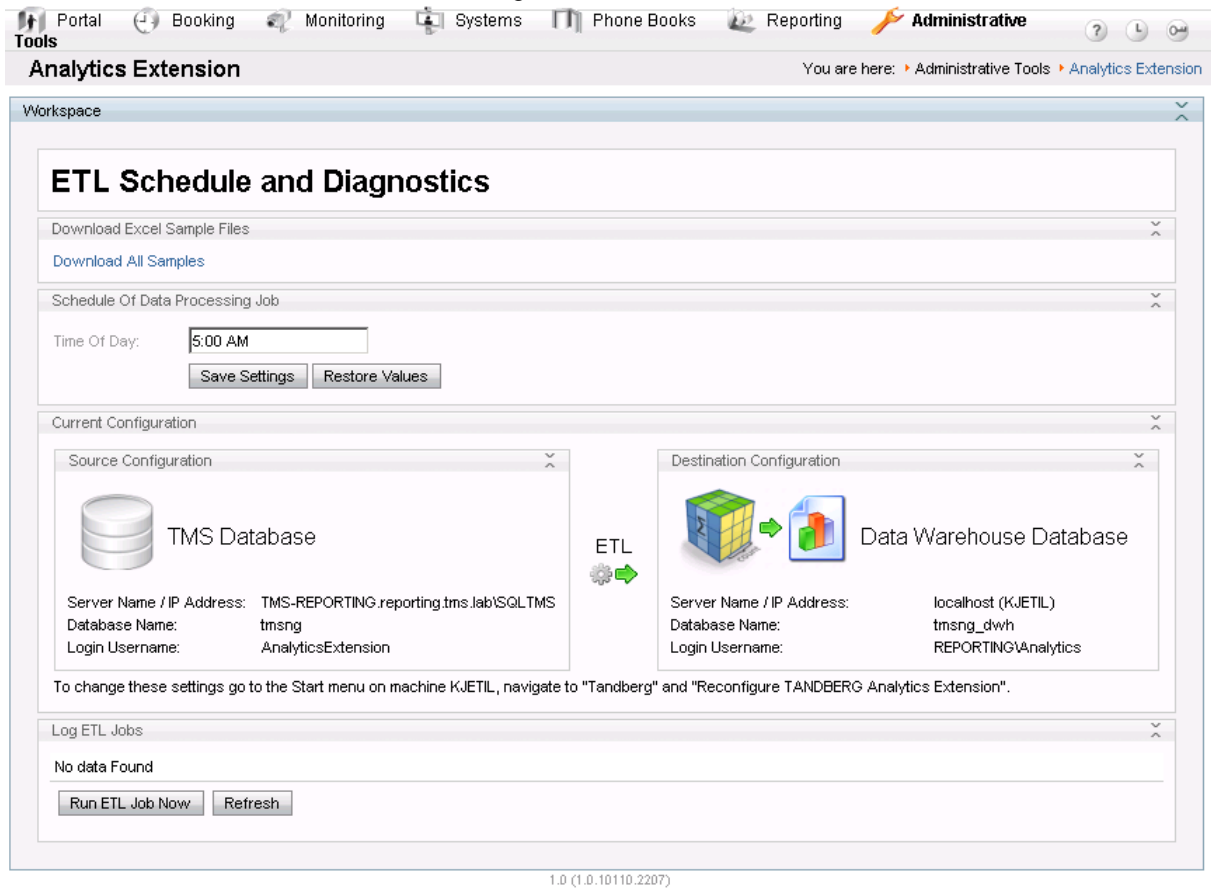 Portal Booking Monitoring Systems Phone Books Reporting Administrative
Tools
Analytics Extension You are here: Administrative Tools Analytics Extension
Workspace
ETL Schedule and Diagnostics
Download Excel Sample Files
Download All Samples
Schedule Of Data Processing Job
Time Of Day: 5:00 AM
Save Settings Restore Values
Current Configuration
Source Configuration
TMS Database
Server Name / IP Address: TMS-REPORTING.reporting.tms.lab\SQLTMS
Database Name: tmsng
Login Username: AnalyticsExtension
ETL
Destination Configuration
Σ
Data Warehouse Database
Server Name / IP Address: localhost (KJETIL)
Database Name: tmsng_dwh
Login Username: REPORTING\Analytics
To change these settings go to the Start menu on machine KJETIL, navigate to "Tandberg" and "Reconfigure TANDBERG Analytics Extension".
Log ETL Jobs
No data Found
Run ETL Job Now Refresh
1.0 (1.0.10110.2207)